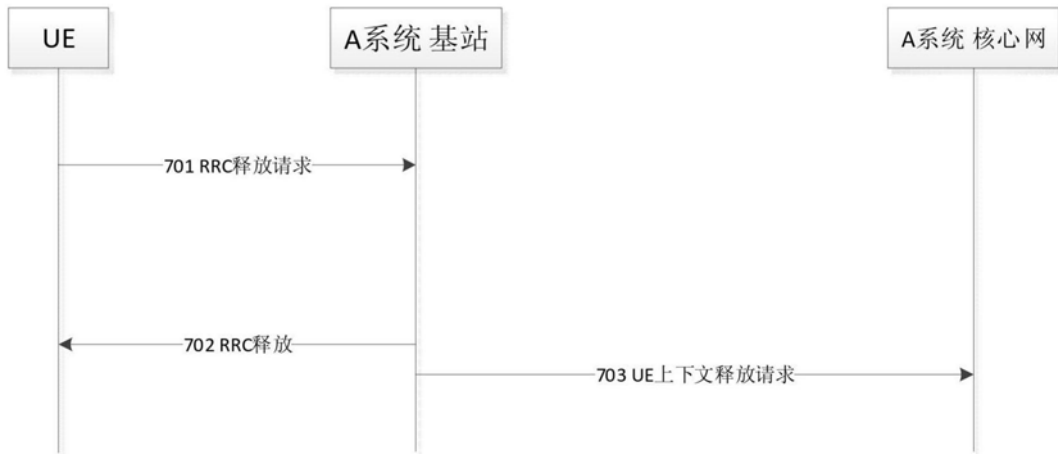 UE
A系统 基站
A系统 核心网
701 RRC释放请求
702 RRC释放
703 UE上下文释放请求